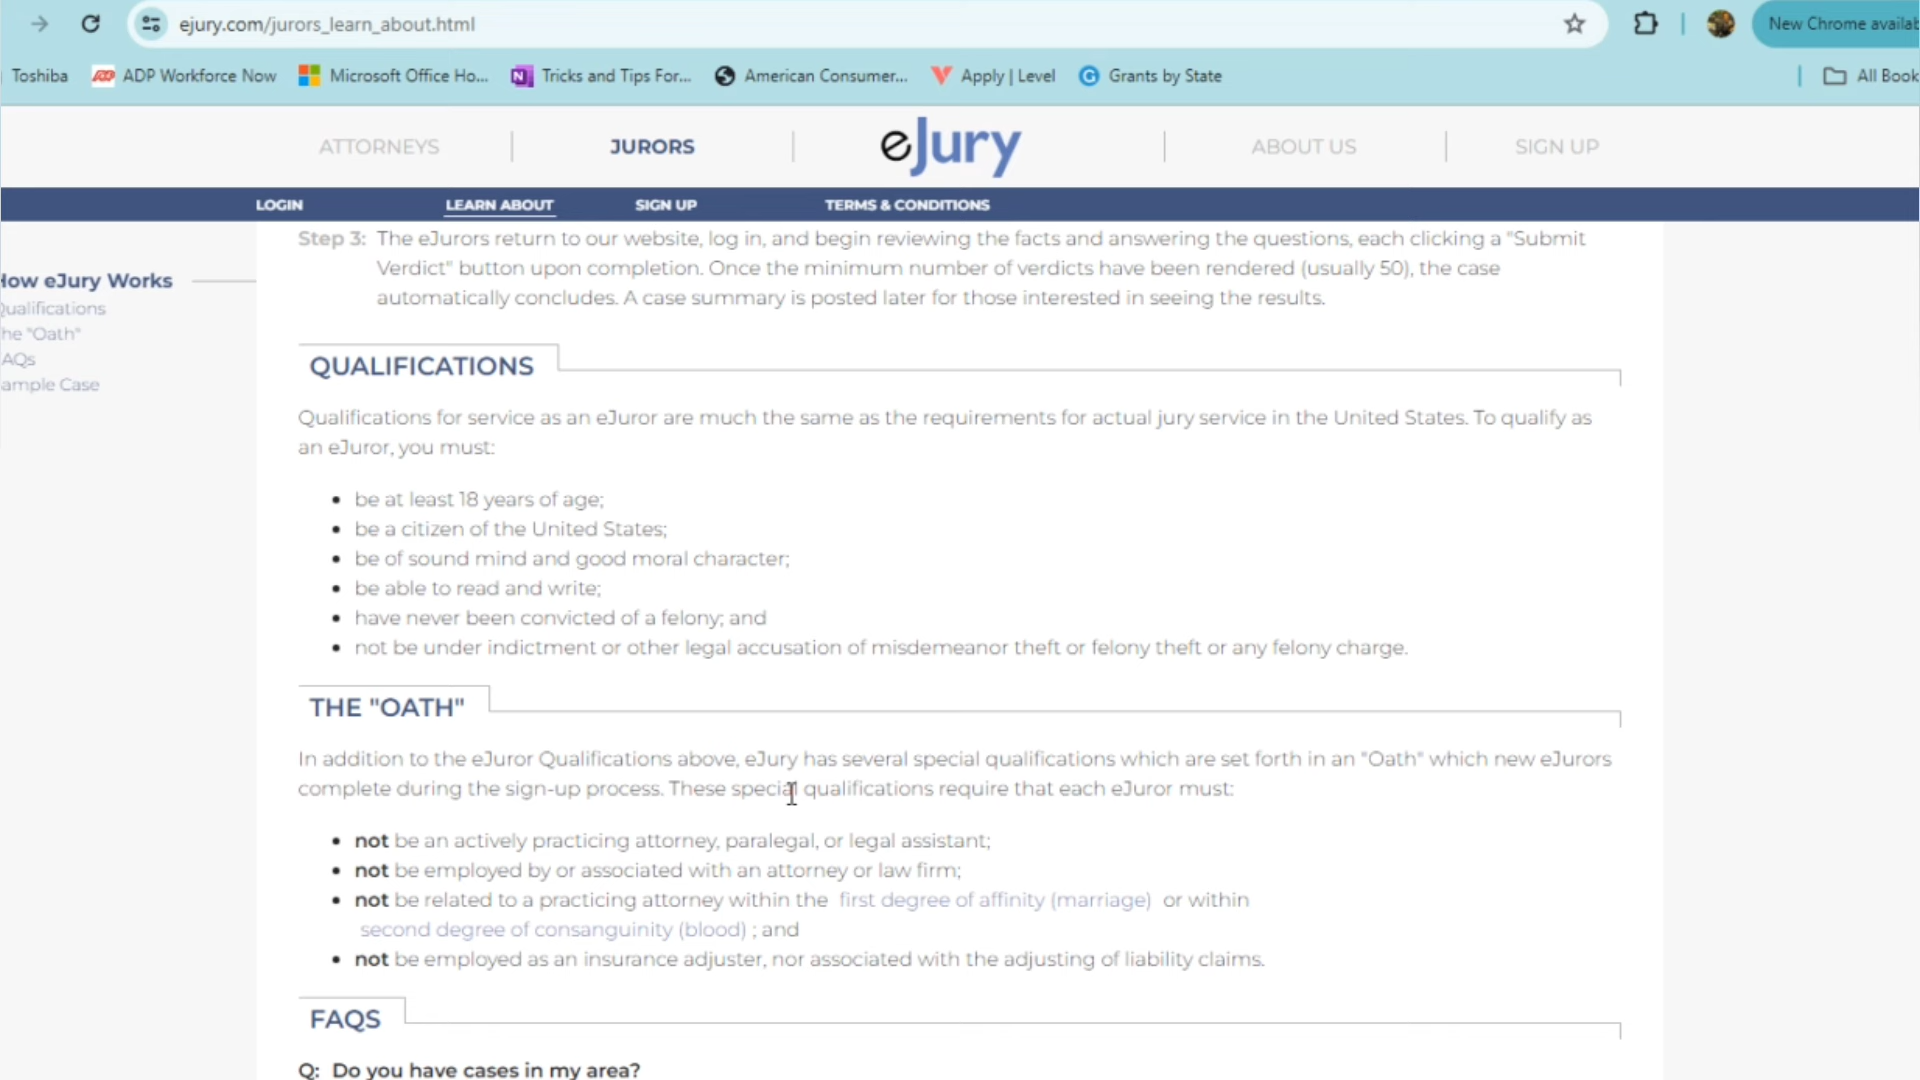 ejury.com/jurors_learn_about.html
New Chrome availab
Toshiba
ADP Workforce Now
Microsoft Office Ho...
Tricks and Tips For...
American Consumer...
Apply | Level
Grants by State
All Book
ATTORNEYS
JURORS
eJury
ABOUT US
SIGN UP
LOGIN
LEARN ABOUT
SIGN UP
TERMS & CONDITIONS
How eJury Works
Qualifications
he "Oath"
AQs
ample Case
Step 3: The eJurors return to our website, log in, and begin reviewing the facts and answering the questions, each clicking a "Submit
Verdict" button upon completion. Once the minimum number of verdicts have been rendered (usually 50), the case
automatically concludes. A case summary is posted later for those interested in seeing the results.
QUALIFICATIONS
Qualifications for service as an eJuror are much the same as the requirements for actual jury service in the United States. To qualify as
an eJuror, you must:
• be at least 18 years of age;
• be a citizen of the United States;
• be of sound mind and good moral character;
• be able to read and write;
• have never been convicted of a felony; and
• not be under indictment or other legal accusation of misdemeanor theft or felony theft or any felony charge.
THE "OATH"
In addition to the eJuror Qualifications above, eJury has several special qualifications which are set forth in an "Oath" which new eJurors
complete during the sign-up process. These special qualifications require that each eJuror must:
• not be an actively practicing attorney, paralegal, or legal assistant;
• not be employed by or associated with an attorney or law firm;
• not be related to a practicing attorney within the first degree of affinity (marriage) or within
second degree of consanguinity (blood) ; and
• not be employed as an insurance adjuster, nor associated with the adjusting of liability claims.
FAQS
Q: Do you have cases in my area?